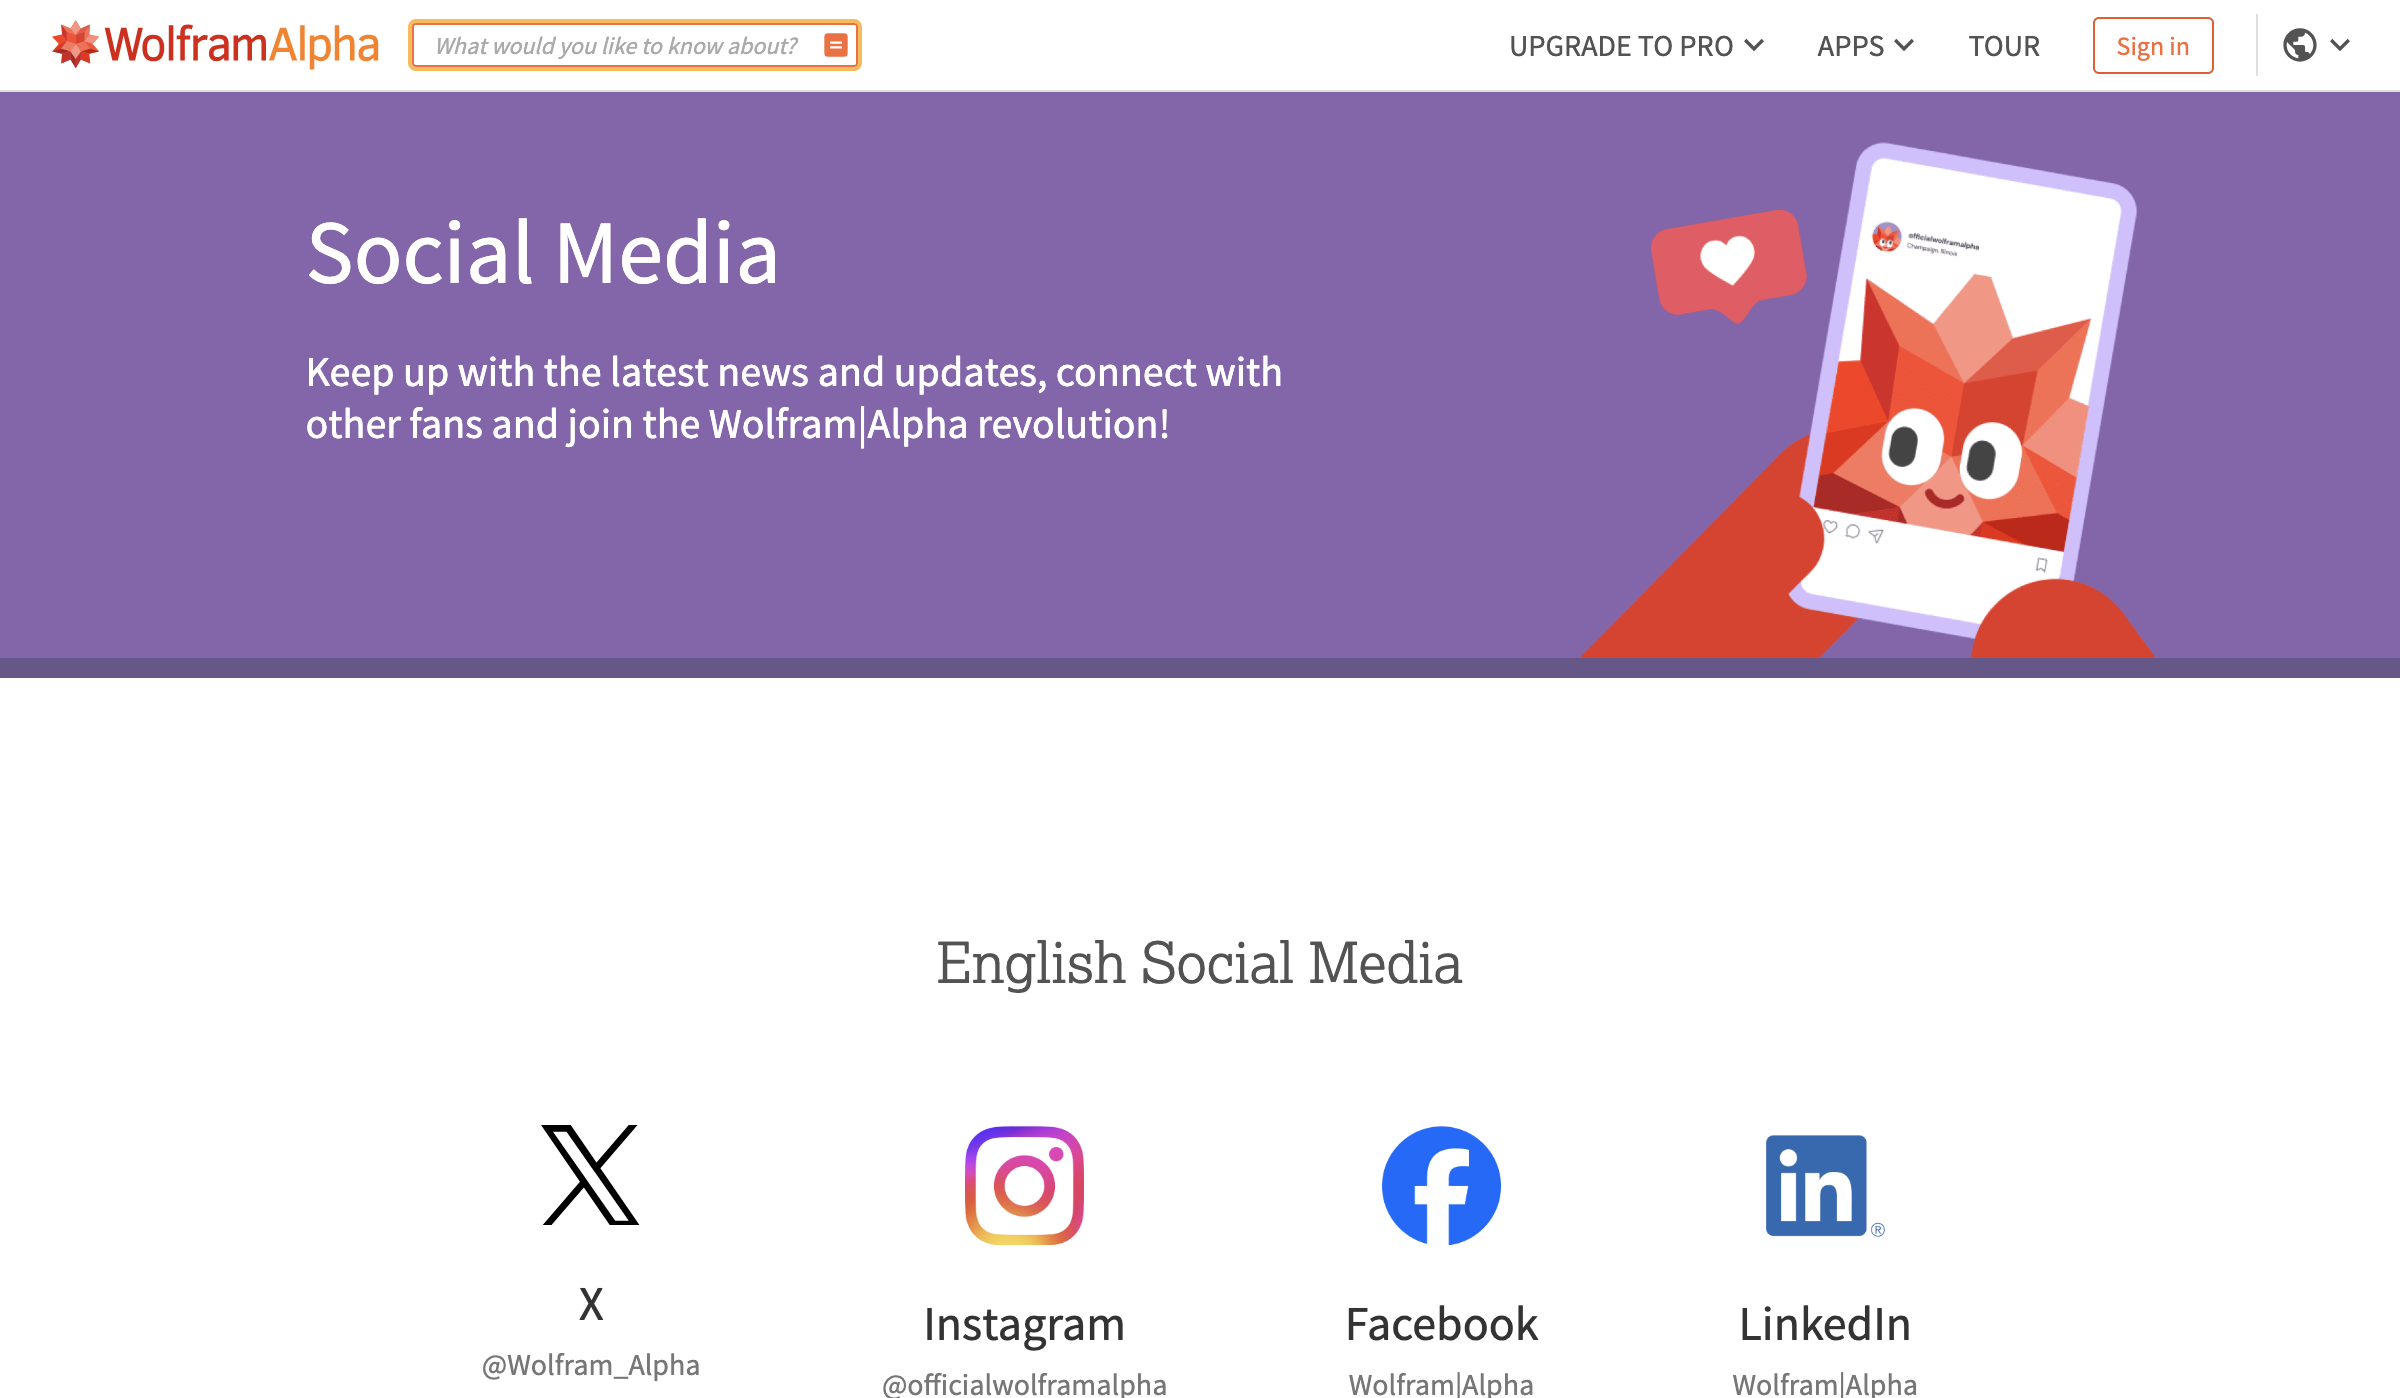 WolframAlpha
What would you like to know about?
UPGRADE TO PRO
APPS
TOUR
Sign in
Social Media
Keep up with the latest news and updates, connect with
other fans and join the Wolfram|Alpha revolution!
officialwolframalpha
Champaign, Illinois
English Social Media
in
®
X
Instagram
Facebook
LinkedIn
@Wolfram_Alpha
@officialwolframalpha
Wolfram|Alpha
Wolfram|Alpha